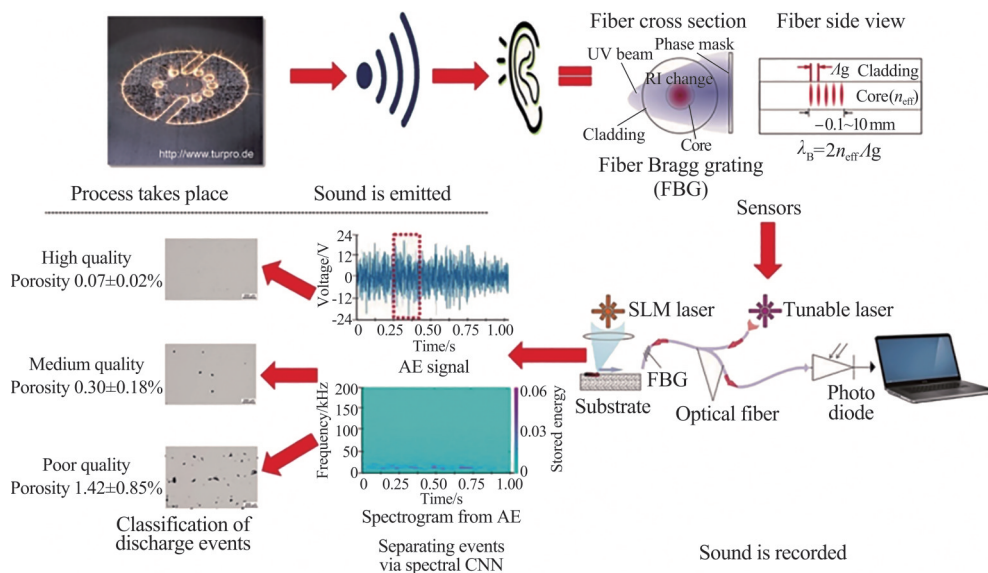 http://www.turpro.de
Process takes place
Sound is emitted
Fiber cross section
Phase mask
UV beam
RI change
Cladding
Core
Fiber Bragg grating
(FBG)
Fiber side view
Λg Cladding
Core(neff)
~0.1~10 mm
λB=2neffΛg
Sensors
High quality
Porosity 0.07±0.02%
Medium quality
Porosity 0.30±0.18%
Poor quality
Porosity 1.42±0.85%
Classification of
discharge events
Voltage/V
24
12
0
-12
-24
0 0.25 0.50 0.75 1.00
Time/s
AE signal
Frequency/kHz
200
150
100
50
0
0 0.25 0.50 0.75 1.00
Time/s
0.06
0.03
0
Stored energy
Spectrogram from AE
Separating events
via spectral CNN
SLM laser
Tunable laser
FBG
Substrate
Optical fiber
Photo
diode
Sound is recorded